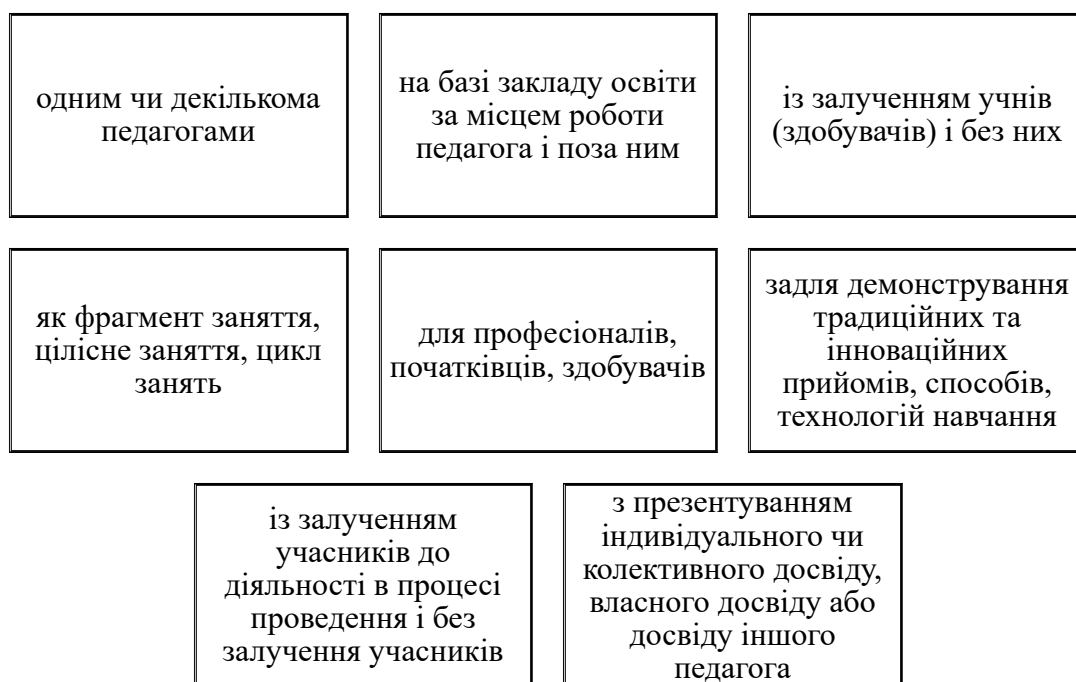 одним чи декількома
педагогами
на базі закладу освіти
за місцем роботи
педагога і поза ним
із залученням учнів
(здобувачів) і без них
як фрагмент заняття,
цілісне заняття, цикл
занять
для професіоналів,
початківців, здобувачів
задля демонстрування
традиційних та
інноваційних
прийомів, способів,
технологій навчання
із залученням
учасників до
діяльності в процесі
проведення і без
залучення учасників
з презентуванням
індивідуального чи
колективного досвіду,
власного досвіду або
досвіду іншого
педагога